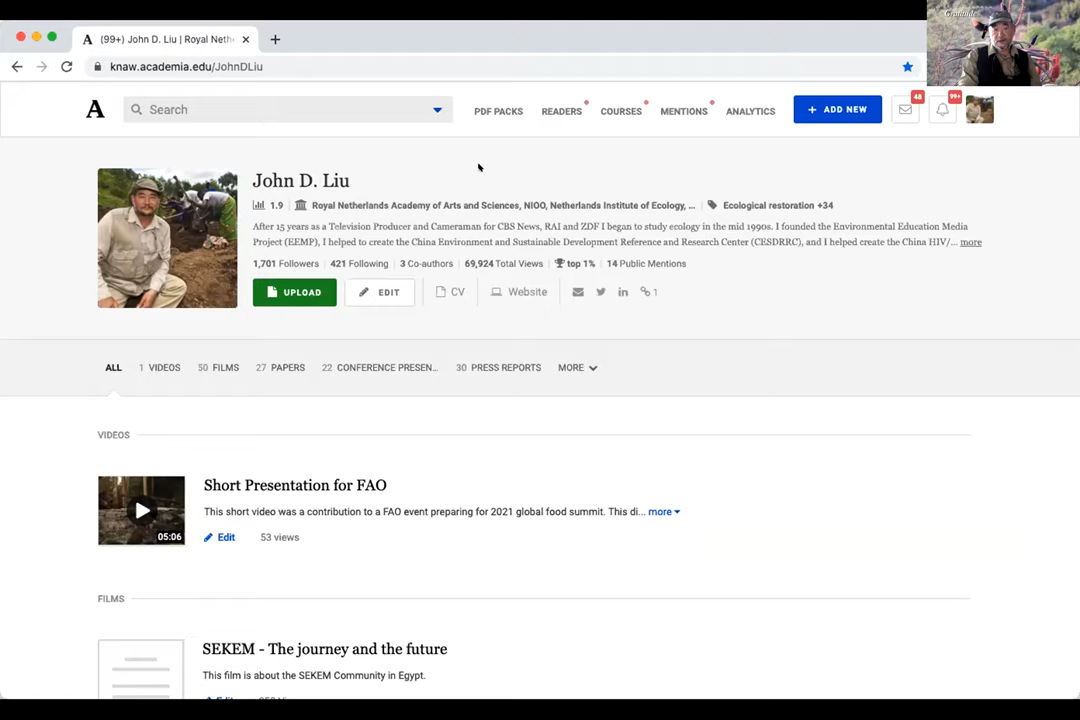 Gratitude
(99+) John D. Liu | Royal Neth
knaw.academia.edu/JohnDLiu
A
Search
PDF PACKS
READERS
COURSES
MENTIONS
ANALYTICS
+ ADD NEW
48
99+
John D. Liu
1.9
Royal Netherlands Academy of Arts and Sciences, NIOO, Netherlands Institute of Ecology, ...
Ecological restoration +34
After 15 years as a Television Producer and Cameraman for CBS News, RAI and ZDF I began to study ecology in the mid 1990s. I founded the Environmental Education Media
Project (EEMP), I helped to create the China Environment and Sustainable Development Reference and Research Center (CESDRRC), and I helped create the China HIV/... more
1,701 Followers 421 Following 3 Co-authors 69,924 Total Views top 1% 14 Public Mentions
UPLOAD
EDIT
CV
Website
1
ALL
1 VIDEOS
50 FILMS
27 PAPERS
22 CONFERENCE PRESEN...
30 PRESS REPORTS
MORE
VIDEOS
Short Presentation for FAO
This short video was a contribution to a FAO event preparing for 2021 global food summit. This di... more
05:06
Edit 53 views
FILMS
SEKEM - The journey and the future
This film is about the SEKEM Community in Egypt.